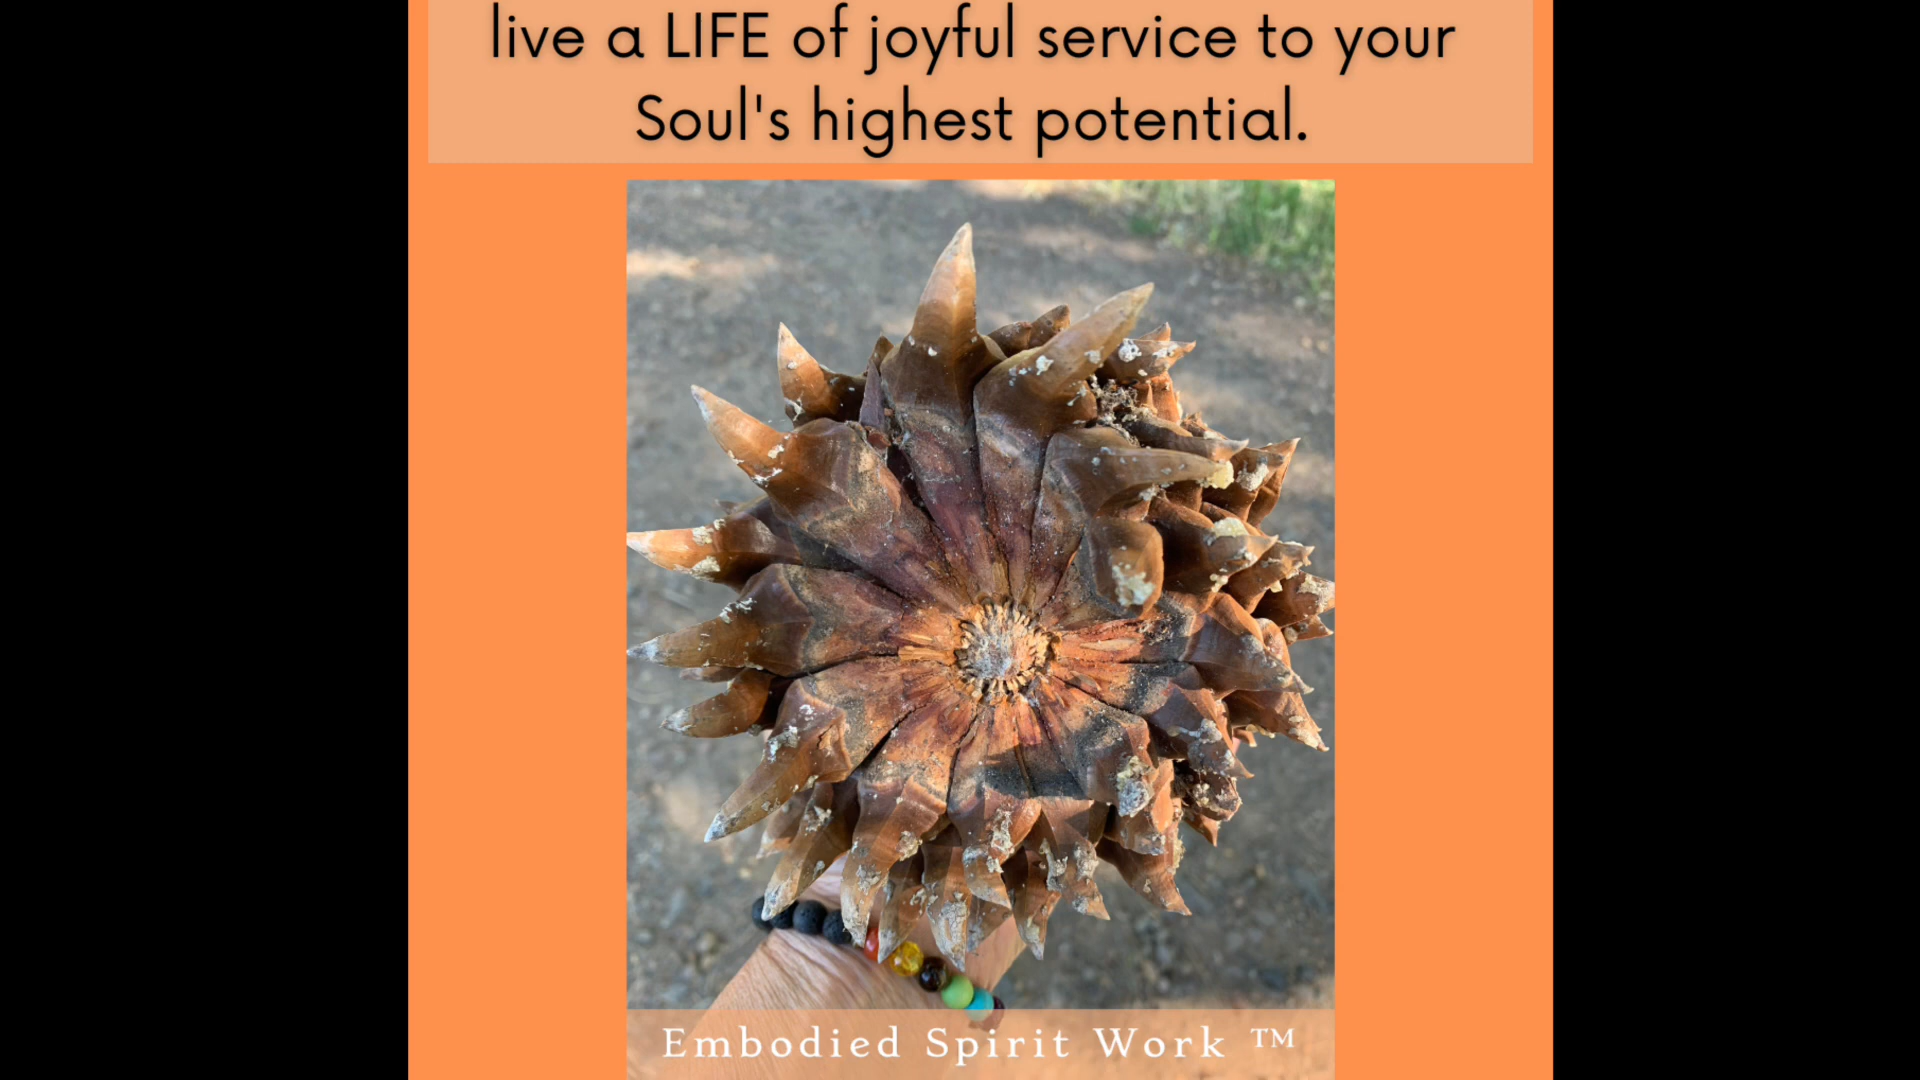 live a LIFE of joyful service to your
Soul's highest potential.
Embodied Spirit Work ™